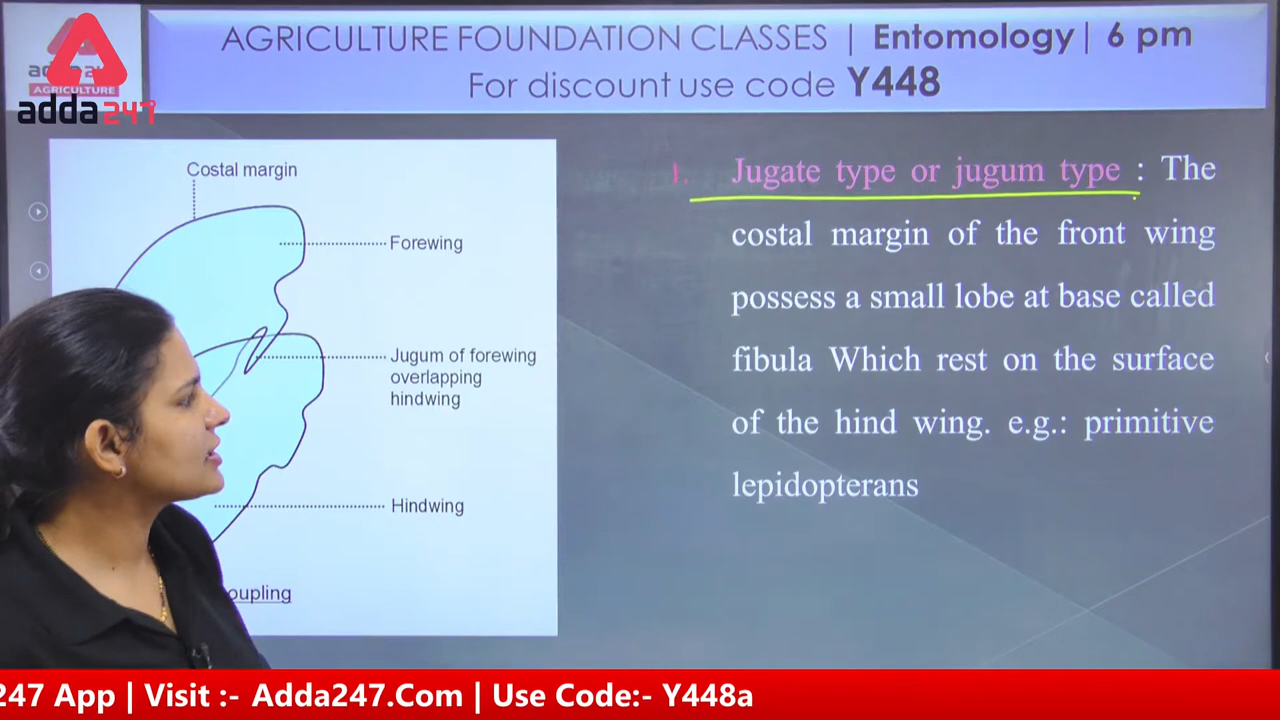 AGRICULTURE FOUNDATION CLASSES | Entomology| 6 pm
For discount use code Y448
AGRICULTURE
adda247
Costal margin
Forewing
Jugum of forewing
overlapping
hindwing
Hindwing
oupling
1. Jugate type or jugum type : The
costal margin of the front wing
possess a small lobe at base called
fibula Which rest on the surface
of the hind wing. e.g.: primitive
lepidopterans
247 App | Visit :- Adda247.Com | Use Code:- Y448a